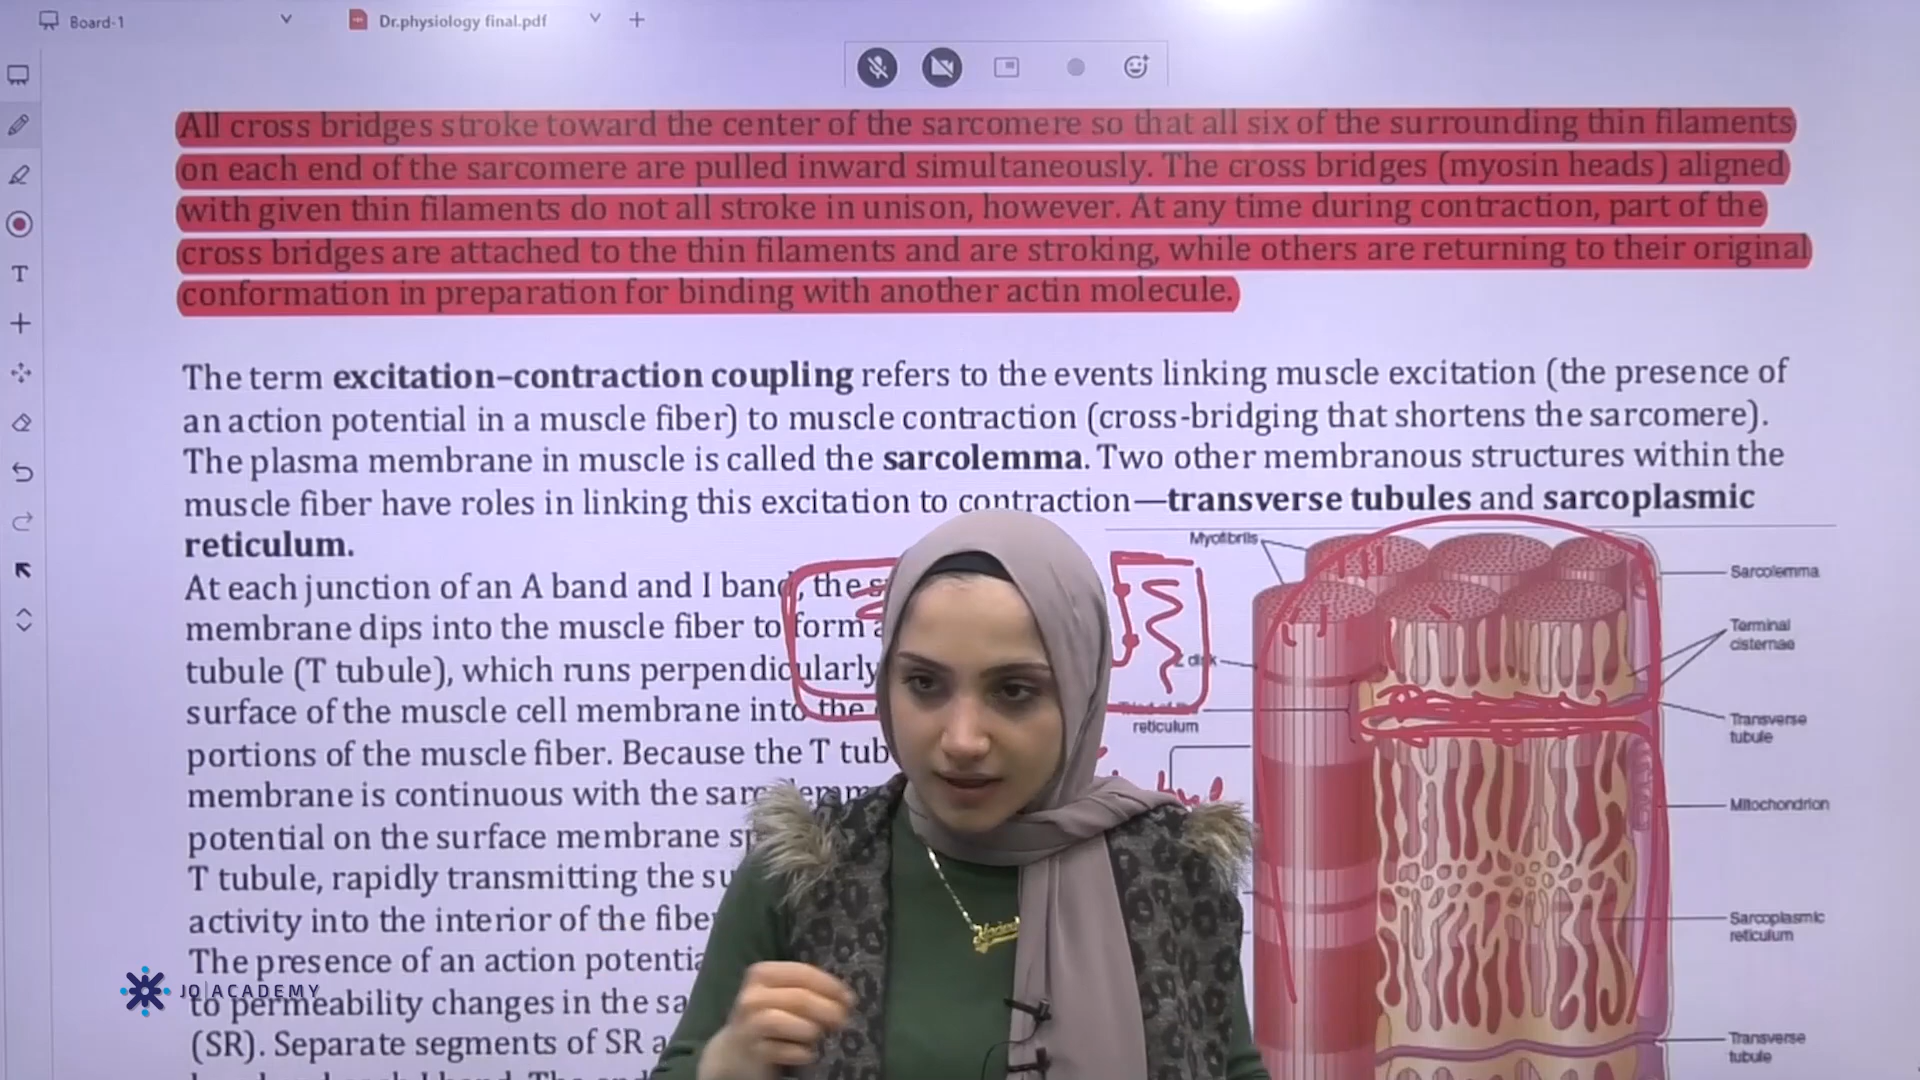 Board-1
Dr.physiology final.pdf
All cross bridges stroke toward the center of the sarcomere so that all six of the surrounding thin filaments
on each end of the sarcomere are pulled inward simultaneously. The cross bridges (myosin heads) aligned
with given thin filaments do not all stroke in unison, however. At any time during contraction, part of the
cross bridges are attached to the thin filaments and are stroking, while others are returning to their original
conformation in preparation for binding with another actin molecule.
The term excitation–contraction coupling refers to the events linking muscle excitation (the presence of
an action potential in a muscle fiber) to muscle contraction (cross-bridging that shortens the sarcomere).
The plasma membrane in muscle is called the sarcolemma. Two other membranous structures within the
muscle fiber have roles in linking this excitation to contraction—transverse tubules and sarcoplasmic
reticulum.
At each junction of an A band and I band, the
membrane dips into the muscle fiber to form
tubule (T tubule), which runs perpendicularly
surface of the muscle cell membrane into the
portions of the muscle fiber. Because the T
membrane is continuous with the
potential on the surface membrane
T tubule, rapidly transmitting the
activity into the interior of the
The presence of an action
to permeability changes in the
(SR). Separate segments of SR
Myofibrils
Sarcolemma
Terminal
cisternae
Z disk
reticulum
Transverse
tubule
Mitochondrion
Sarcoplasmic
reticulum
Transverse
tubule
JO|ACADEMY